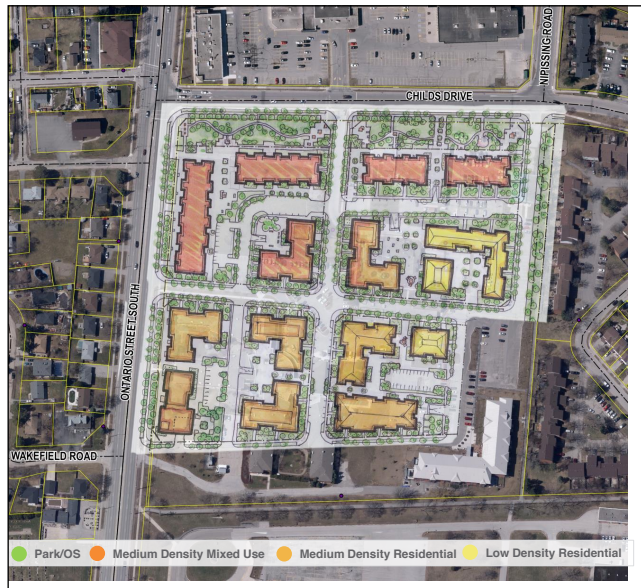 CHILDS DRIVE
NIPISSING ROAD
ONTARIO STREET SOUTH
WAKEFIELD ROAD
Park/OS Medium Density Mixed Use Medium Density Residential Low Density Residential